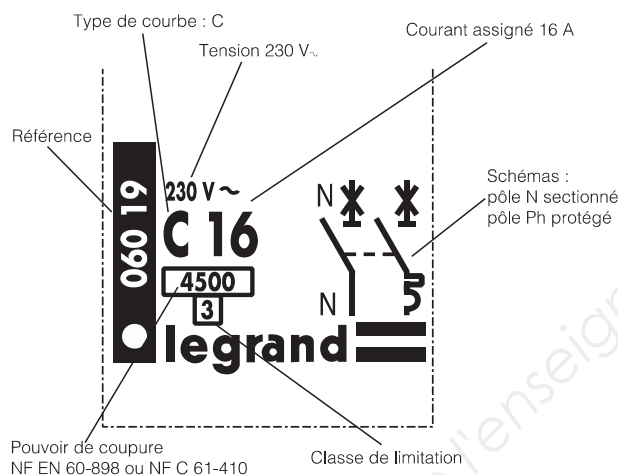 Type de courbe : C
Tension 230 V~
Courant assigné 16 A
Référence
060 19
230 V ~
C 16
4500
3
legrand
N
N
Schémas :
pôle N sectionné
pôle Ph protégé
Pouvoir de coupure
NF EN 60-898 ou NF C 61-410
Classe de limitation
e l'enseign